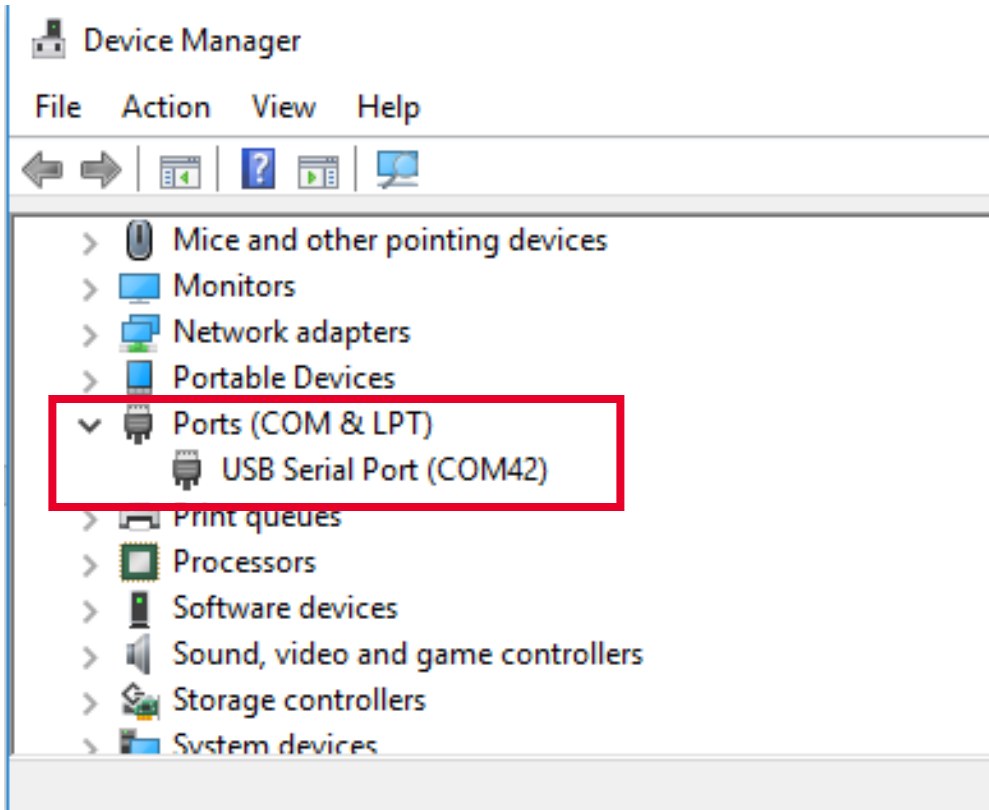 Device Manager
File Action View Help
Mice and other pointing devices
Monitors
Network adapters
Portable Devices
Ports (COM & LPT)
USB Serial Port (COM42)
Print queues
Processors
Software devices
Sound, video and game controllers
Storage controllers
System devices